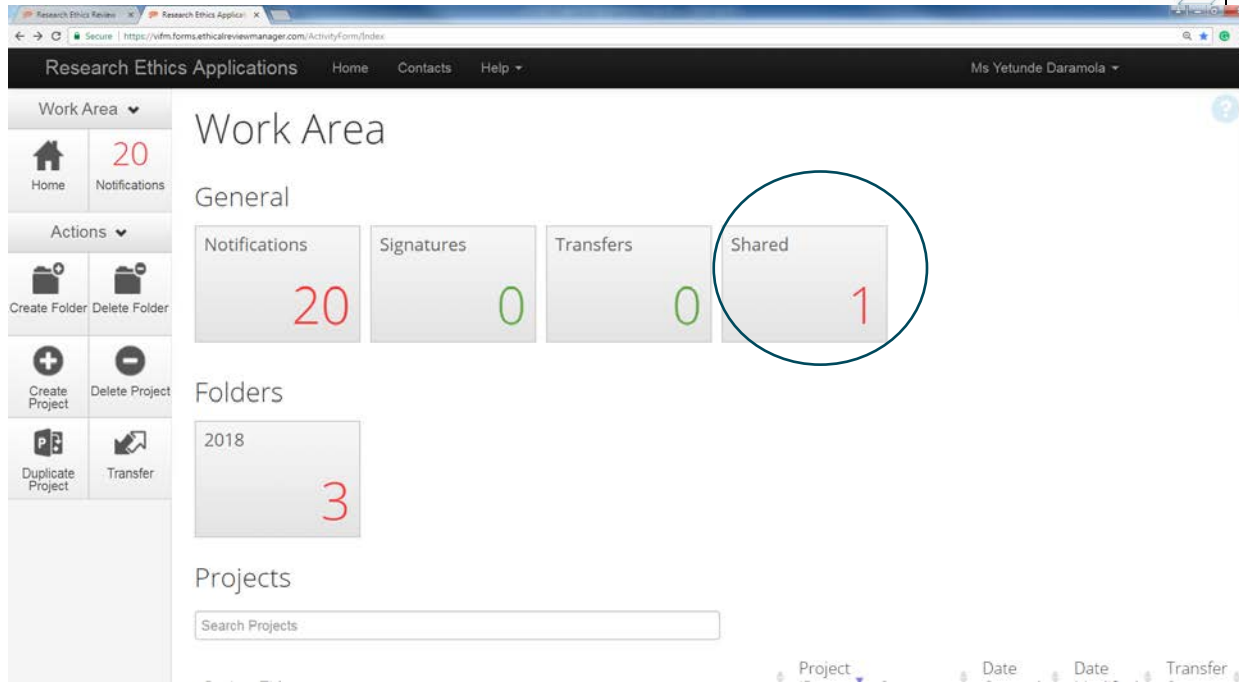 Research Ethics Review
Research Ethics Applicat
Secure | https://vifm.forms.ethicalreviewmanager.com/ActivityForm/Index
Research Ethics Applications Home Contacts Help Ms Yetunde Daramola
Work Area
20
Home Notifications
Actions
Create Folder Delete Folder
Create Project
Delete Project
Duplicate Project
Transfer
Work Area
General
Notifications
20
Signatures
0
Transfers
0
Shared
1
Folders
2018
3
Projects
Search Projects
Project Date Date Transfer